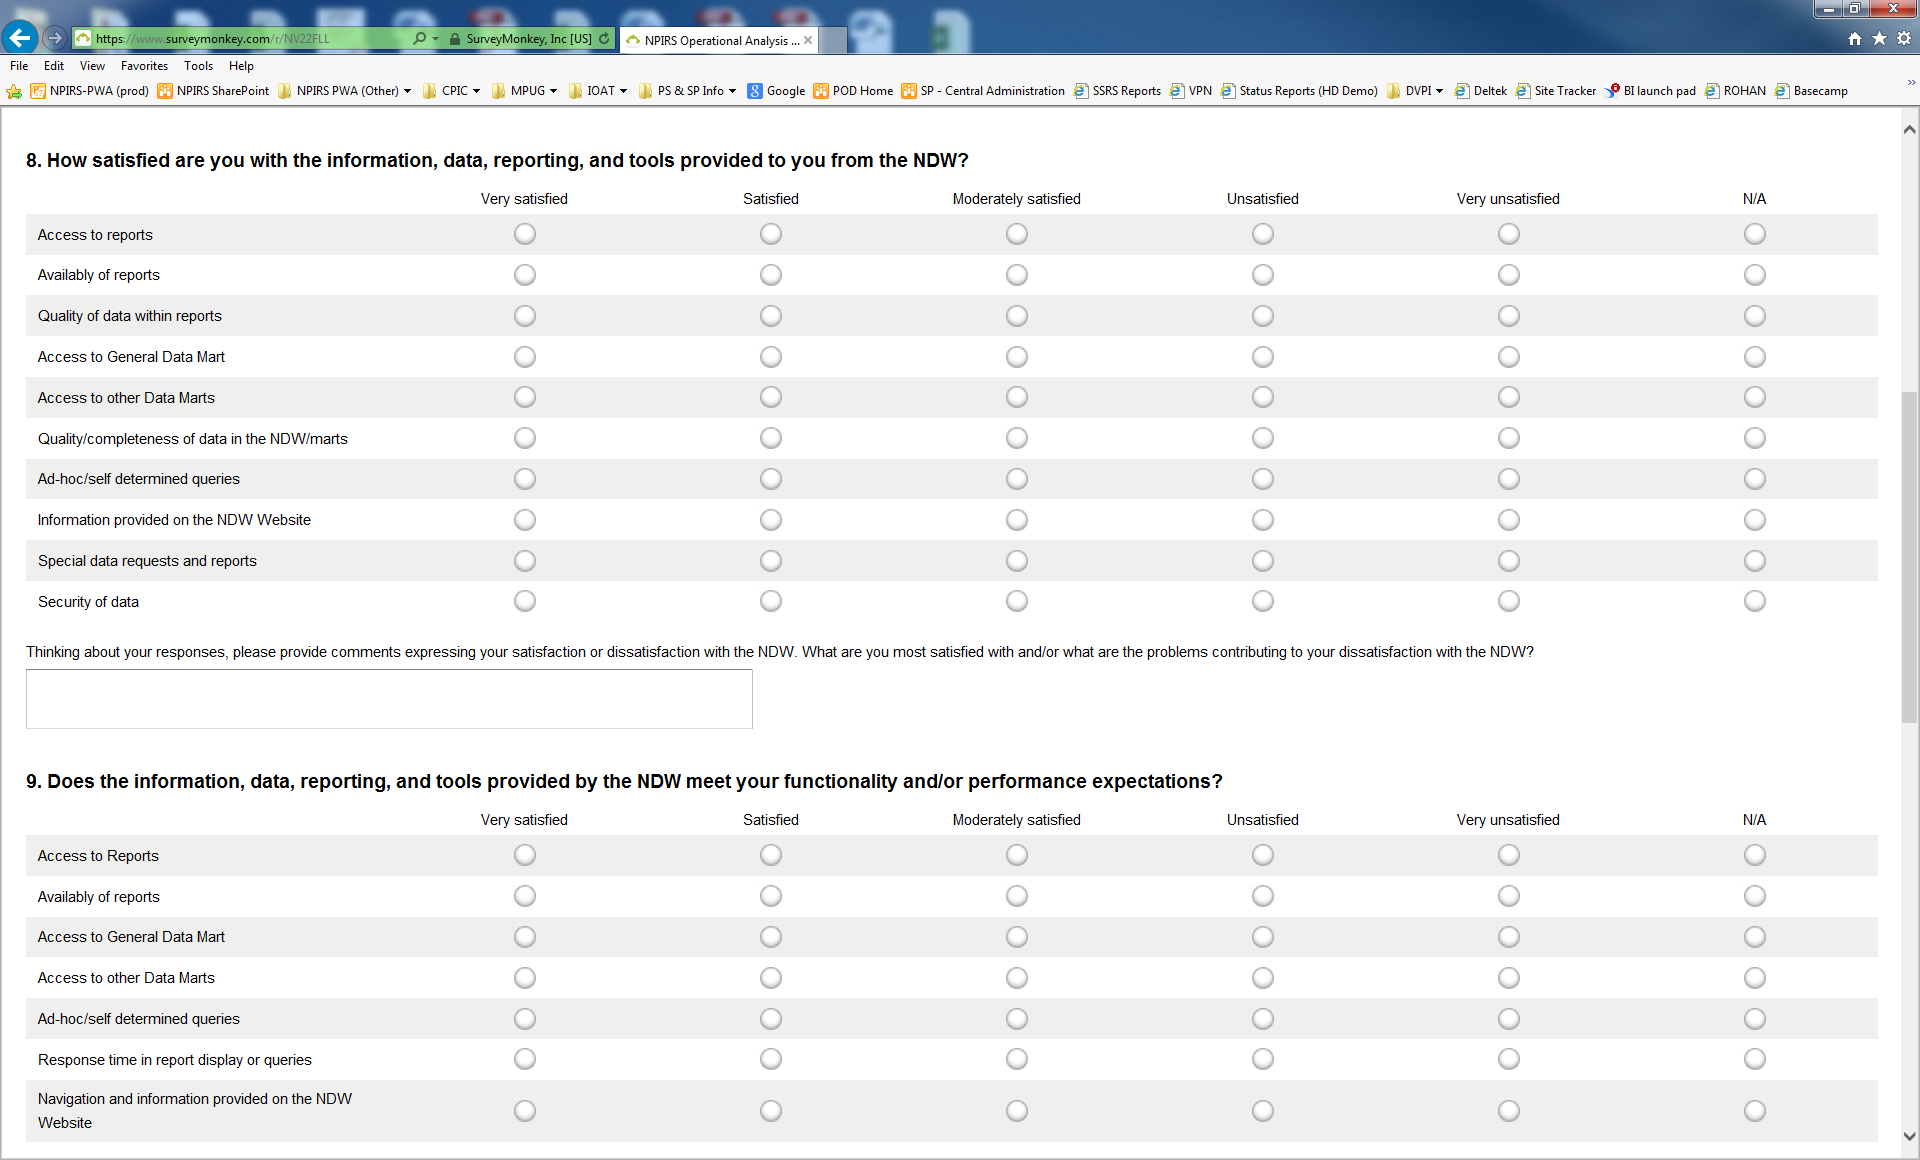 https://www.surveymonkey.com/r/NV22FLL
SurveyMonkey, Inc [US]
NPIRS Operational Analysis ...
File Edit View Favorites Tools Help
NPIRS-PWA (prod) NPIRS SharePoint NPIRS PWA (Other) CPIC MPUG IOAT PS & SP Info Google POD Home SP - Central Administration SSRS Reports VPN Status Reports (HD Demo) DVPI Deltek Site Tracker BI launch pad ROHAN Basecamp
8. How satisfied are you with the information, data, reporting, and tools provided to you from the NDW?
Very satisfied Satisfied Moderately satisfied Unsatisfied Very unsatisfied N/A
Access to reports
Availably of reports
Quality of data within reports
Access to General Data Mart
Access to other Data Marts
Quality/completeness of data in the NDW/marts
Ad-hoc/self determined queries
Information provided on the NDW Website
Special data requests and reports
Security of data
Thinking about your responses, please provide comments expressing your satisfaction or dissatisfaction with the NDW. What are you most satisfied with and/or what are the problems contributing to your dissatisfaction with the NDW?
9. Does the information, data, reporting, and tools provided by the NDW meet your functionality and/or performance expectations?
Very satisfied Satisfied Moderately satisfied Unsatisfied Very unsatisfied N/A
Access to Reports
Availably of reports
Access to General Data Mart
Access to other Data Marts
Ad-hoc/self determined queries
Response time in report display or queries
Navigation and information provided on the NDW
Website